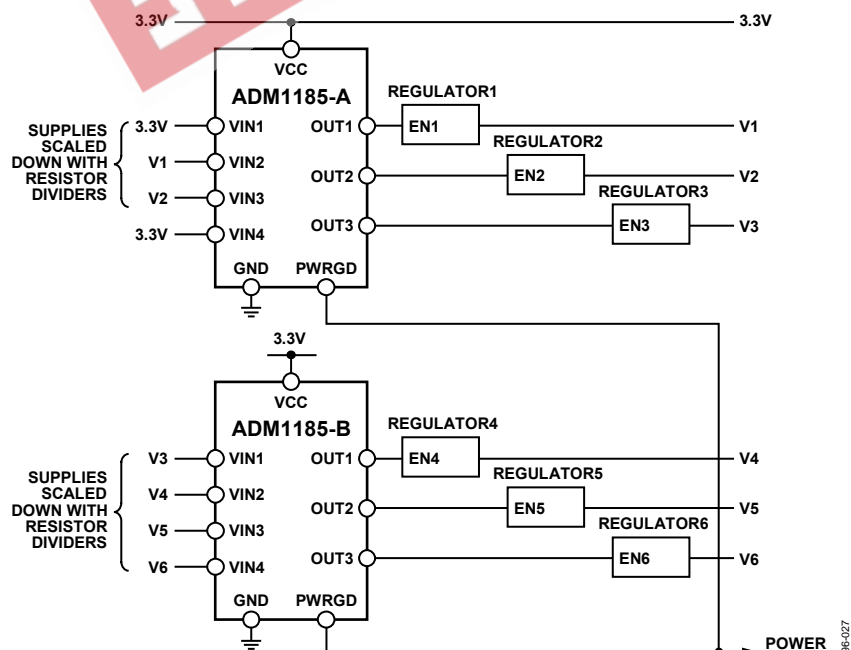 3.3V
3.3V
VCC
ADM1185-A
REGULATOR1
SUPPLIES
SCALED
DOWN WITH
RESISTOR
DIVIDERS
3.3V
VIN1
OUT1
EN1
V1
REGULATOR2
V1
VIN2
OUT2
EN2
V2
REGULATOR3
V2
VIN3
OUT3
EN3
V3
3.3V
VIN4
GND
PWRGD
3.3V
VCC
ADM1185-B
REGULATOR4
SUPPLIES
SCALED
DOWN WITH
RESISTOR
DIVIDERS
V3
VIN1
OUT1
EN4
V4
REGULATOR5
V4
VIN2
OUT2
EN5
V5
REGULATOR6
V5
VIN3
OUT3
EN6
V6
V6
VIN4
GND
PWRGD
POWER